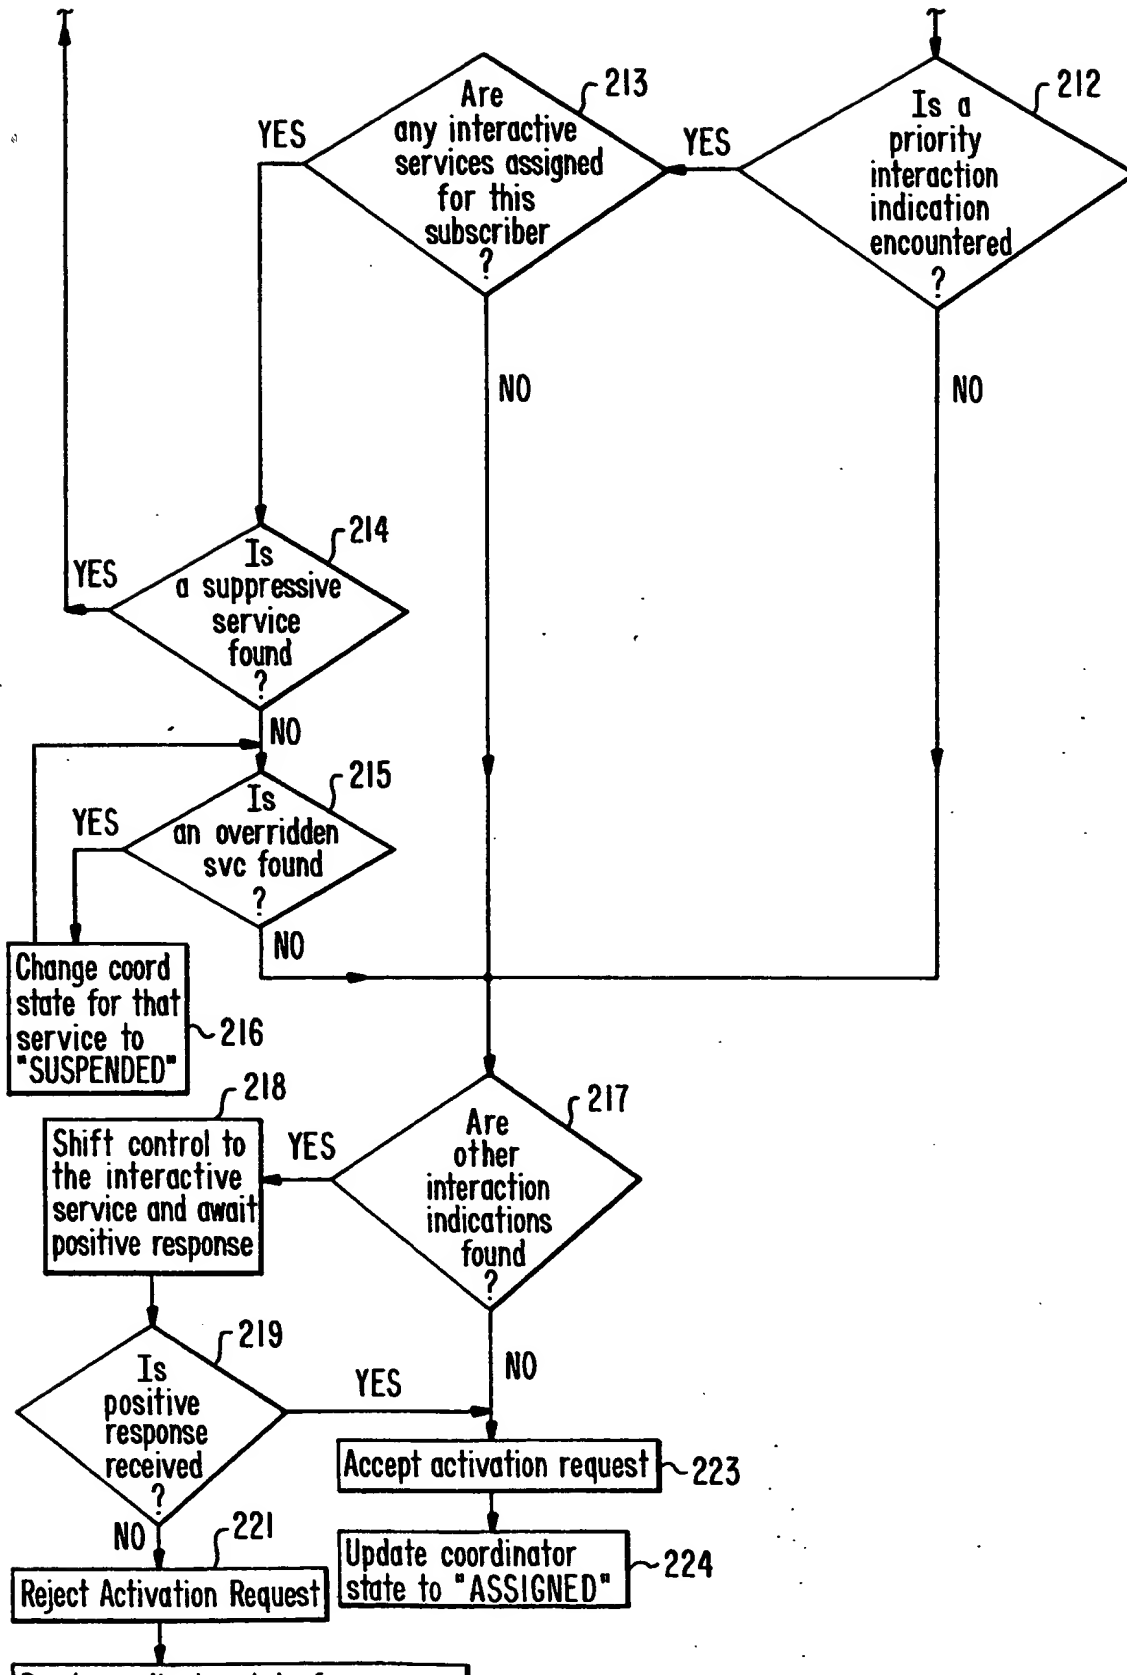 213
Are
any interactive
services assigned
for this
subscriber
?
YES
NO
212
Is a
priority
interaction
indication
encountered
?
YES
NO
214
Is
a suppressive
service
found
?
YES
NO
215
Is
an overridden
svc found
?
YES
NO
Change coord
state for that
service to
"SUSPENDED"
216
217
Are
other
interaction
indications
found
?
YES
NO
218
Shift control to
the interactive
service and await
positive response
219
Is
positive
response
received
?
YES
NO
221
Reject Activation Request
Accept activation request
223
Update coordinator
state to "ASSIGNED"
224